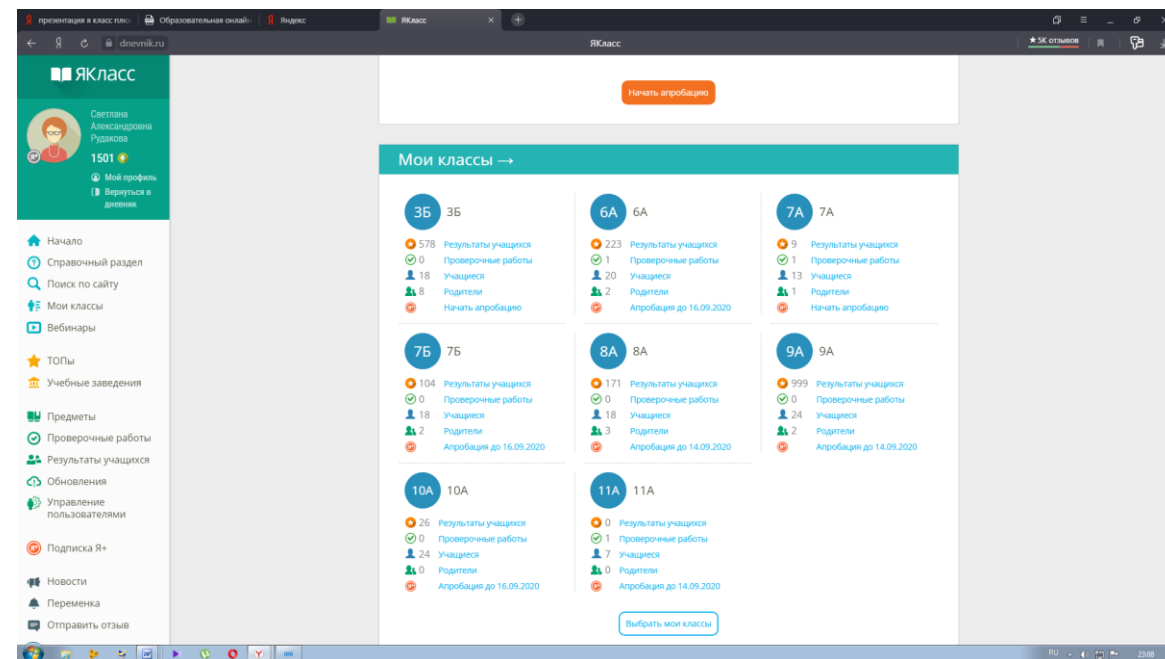 презентация я класс плюс
Образовательная онлайн
Яндекс
ЯКласс
dnevnik.ru
ЯКласс
★ 5K отзывов
ЯКласс
Светлана
Александровна
Рудакова
1501
Мой профиль
Вернуться в
дневник
Начало
Справочный раздел
Поиск по сайту
Мои классы
Вебинары
ТОПы
Учебные заведения
Предметы
Проверочные работы
Результаты учащихся
Обновления
Управление
пользователями
Подписка Я+
Новости
Переменка
Отправить отзыв
Начать апробацию
Мои классы →
3Б 3Б
578 Результаты учащихся
0 Проверочные работы
18 Учащиеся
8 Родители
Начать апробацию
6А 6А
223 Результаты учащихся
1 Проверочные работы
20 Учащиеся
2 Родители
Апробация до 16.09.2020
7А 7А
9 Результаты учащихся
1 Проверочные работы
13 Учащиеся
1 Родители
Начать апробацию
7Б 7Б
104 Результаты учащихся
0 Проверочные работы
18 Учащиеся
2 Родители
Апробация до 16.09.2020
8А 8А
171 Результаты учащихся
0 Проверочные работы
18 Учащиеся
3 Родители
Апробация до 14.09.2020
9А 9А
999 Результаты учащихся
0 Проверочные работы
24 Учащиеся
2 Родители
Апробация до 14.09.2020
10А 10А
26 Результаты учащихся
0 Проверочные работы
24 Учащиеся
0 Родители
Апробация до 16.09.2020
11А 11А
0 Результаты учащихся
1 Проверочные работы
7 Учащиеся
0 Родители
Апробация до 14.09.2020
Выбрать мои классы
RU
23:08